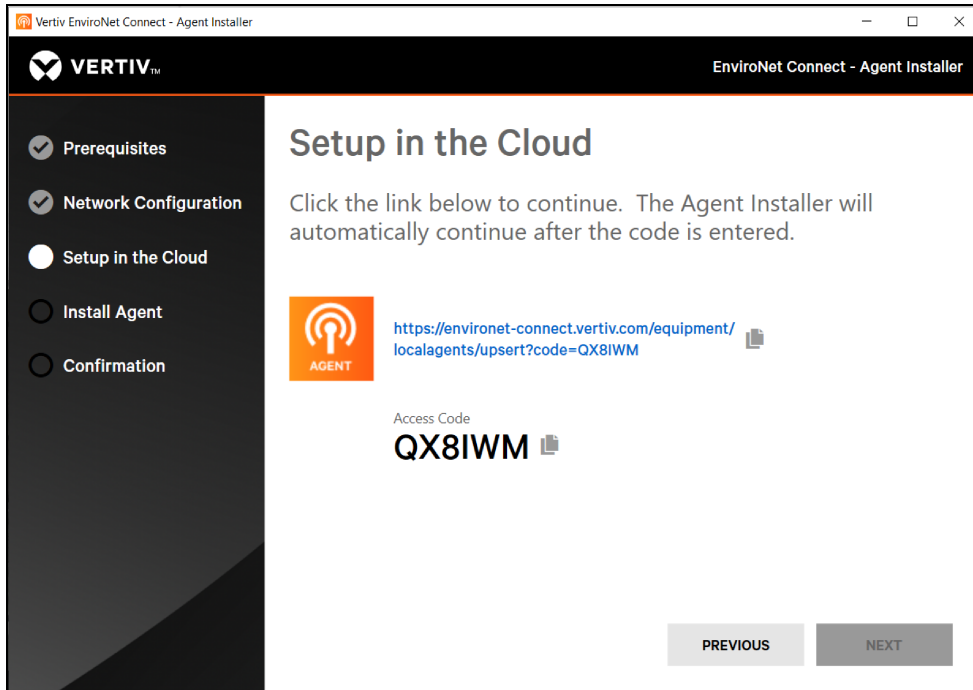 Vertiv EnviroNet Connect - Agent Installer
VERTIV™
EnviroNet Connect - Agent Installer
Prerequisites
Network Configuration
Setup in the Cloud
Install Agent
Confirmation
Setup in the Cloud
Click the link below to continue. The Agent Installer will
automatically continue after the code is entered.
AGENT
https://environet-connect.vertiv.com/equipment/
localagents/upsert?code=QX8IWM
Access Code
QX8IWM
PREVIOUS
NEXT